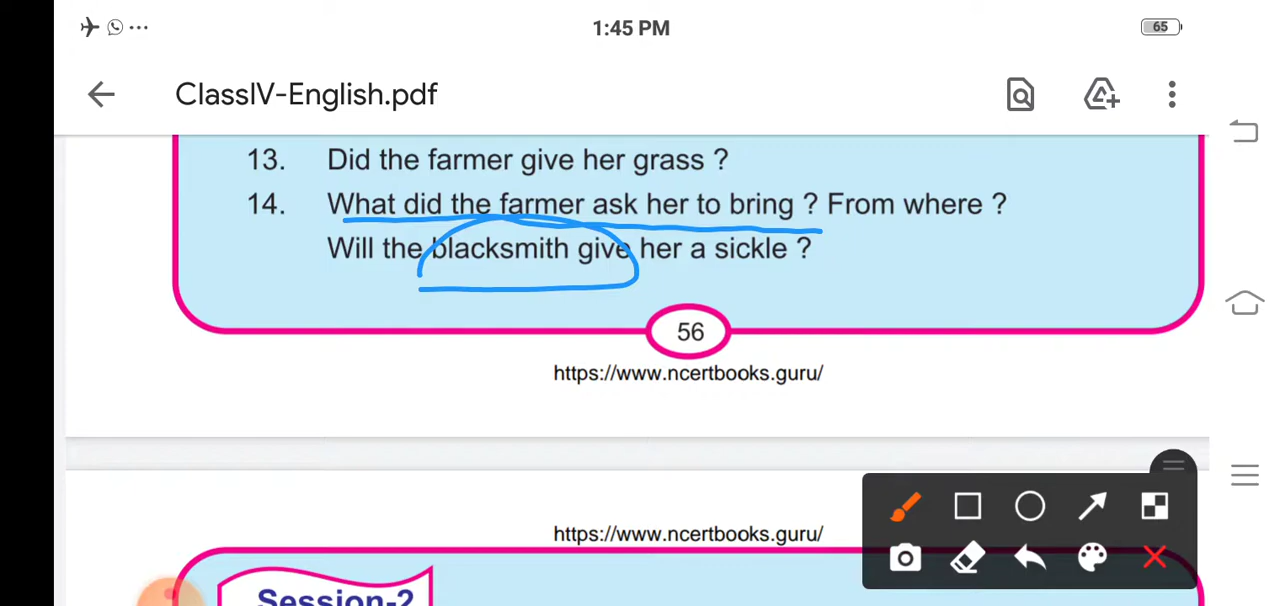 1:45 PM
65
ClassIV-English.pdf
13. Did the farmer give her grass ?
14. What did the farmer ask her to bring ? From where ?
Will the blacksmith give her a sickle ?
56
https://www.ncertbooks.guru/
https://www.ncertbooks.guru/
Session-2